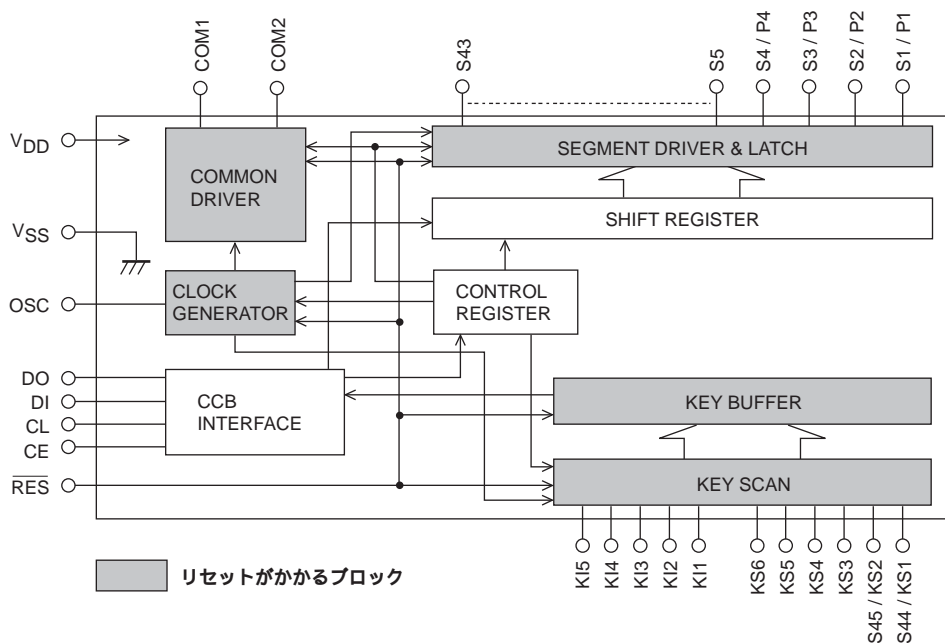 COM1
COM2
S43
S5
S4 / P4
S3 / P3
S2 / P2
S1 / P1
VDD
COMMON
DRIVER
SEGMENT DRIVER & LATCH
SHIFT REGISTER
VSS
OSC
CLOCK
GENERATOR
CONTROL
REGISTER
DO
DI
CL
CE
RES
CCB
INTERFACE
KEY BUFFER
KEY SCAN
KI5
KI4
KI3
KI2
KI1
KS6
KS5
KS4
KS3
S45 / KS2
S44 / KS1
リセットがかかるブロック